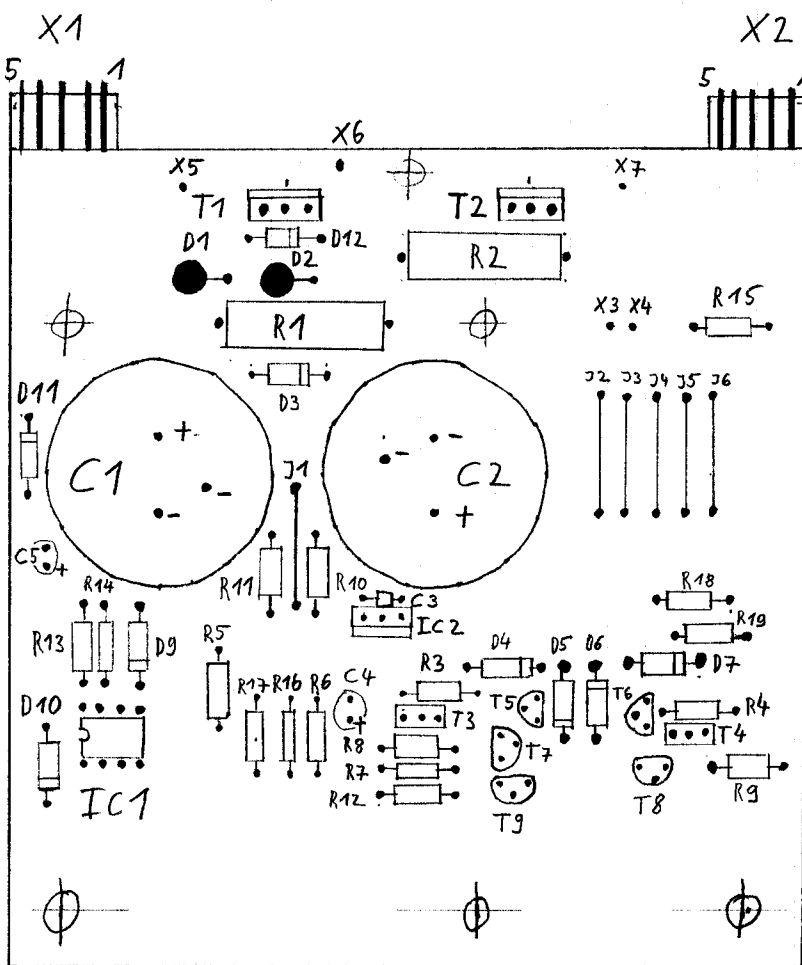 X1 X2
5 1 5 1
X6
X5 X7
T1 T2
D1 D12
D2 R2
X3 X4 R15
R1
D3
J2 J3 J4 J5 J6
D11
+ - -
C1 J1 C2
- - +
C5 +
R14 R11 R10 R18
C3
R13 D9 IC2 R19
R5 D4 D5 D6 D7
R3
R17 R16 R6 C4
T5 T6 R4
D10 + T3 T4
R8 T7
R7 R9
IC1 R12 T8
T9